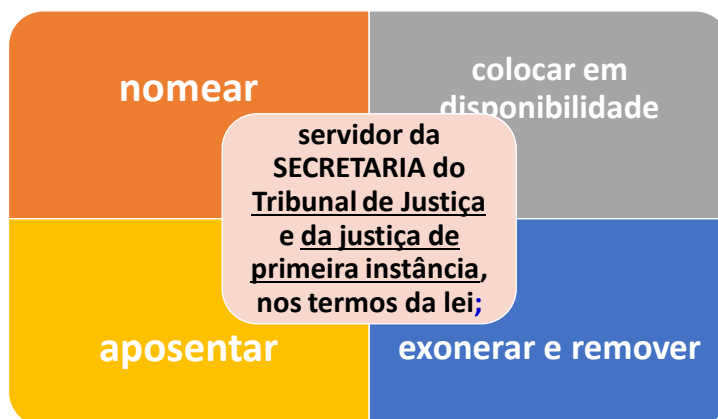 nomear
colocar em
disponibilidade
servidor da
SECRETARIA do
Tribunal de Justiça
e da justiça de
primeira instância,
nos termos da lei;
aposentar
exonerar e remover